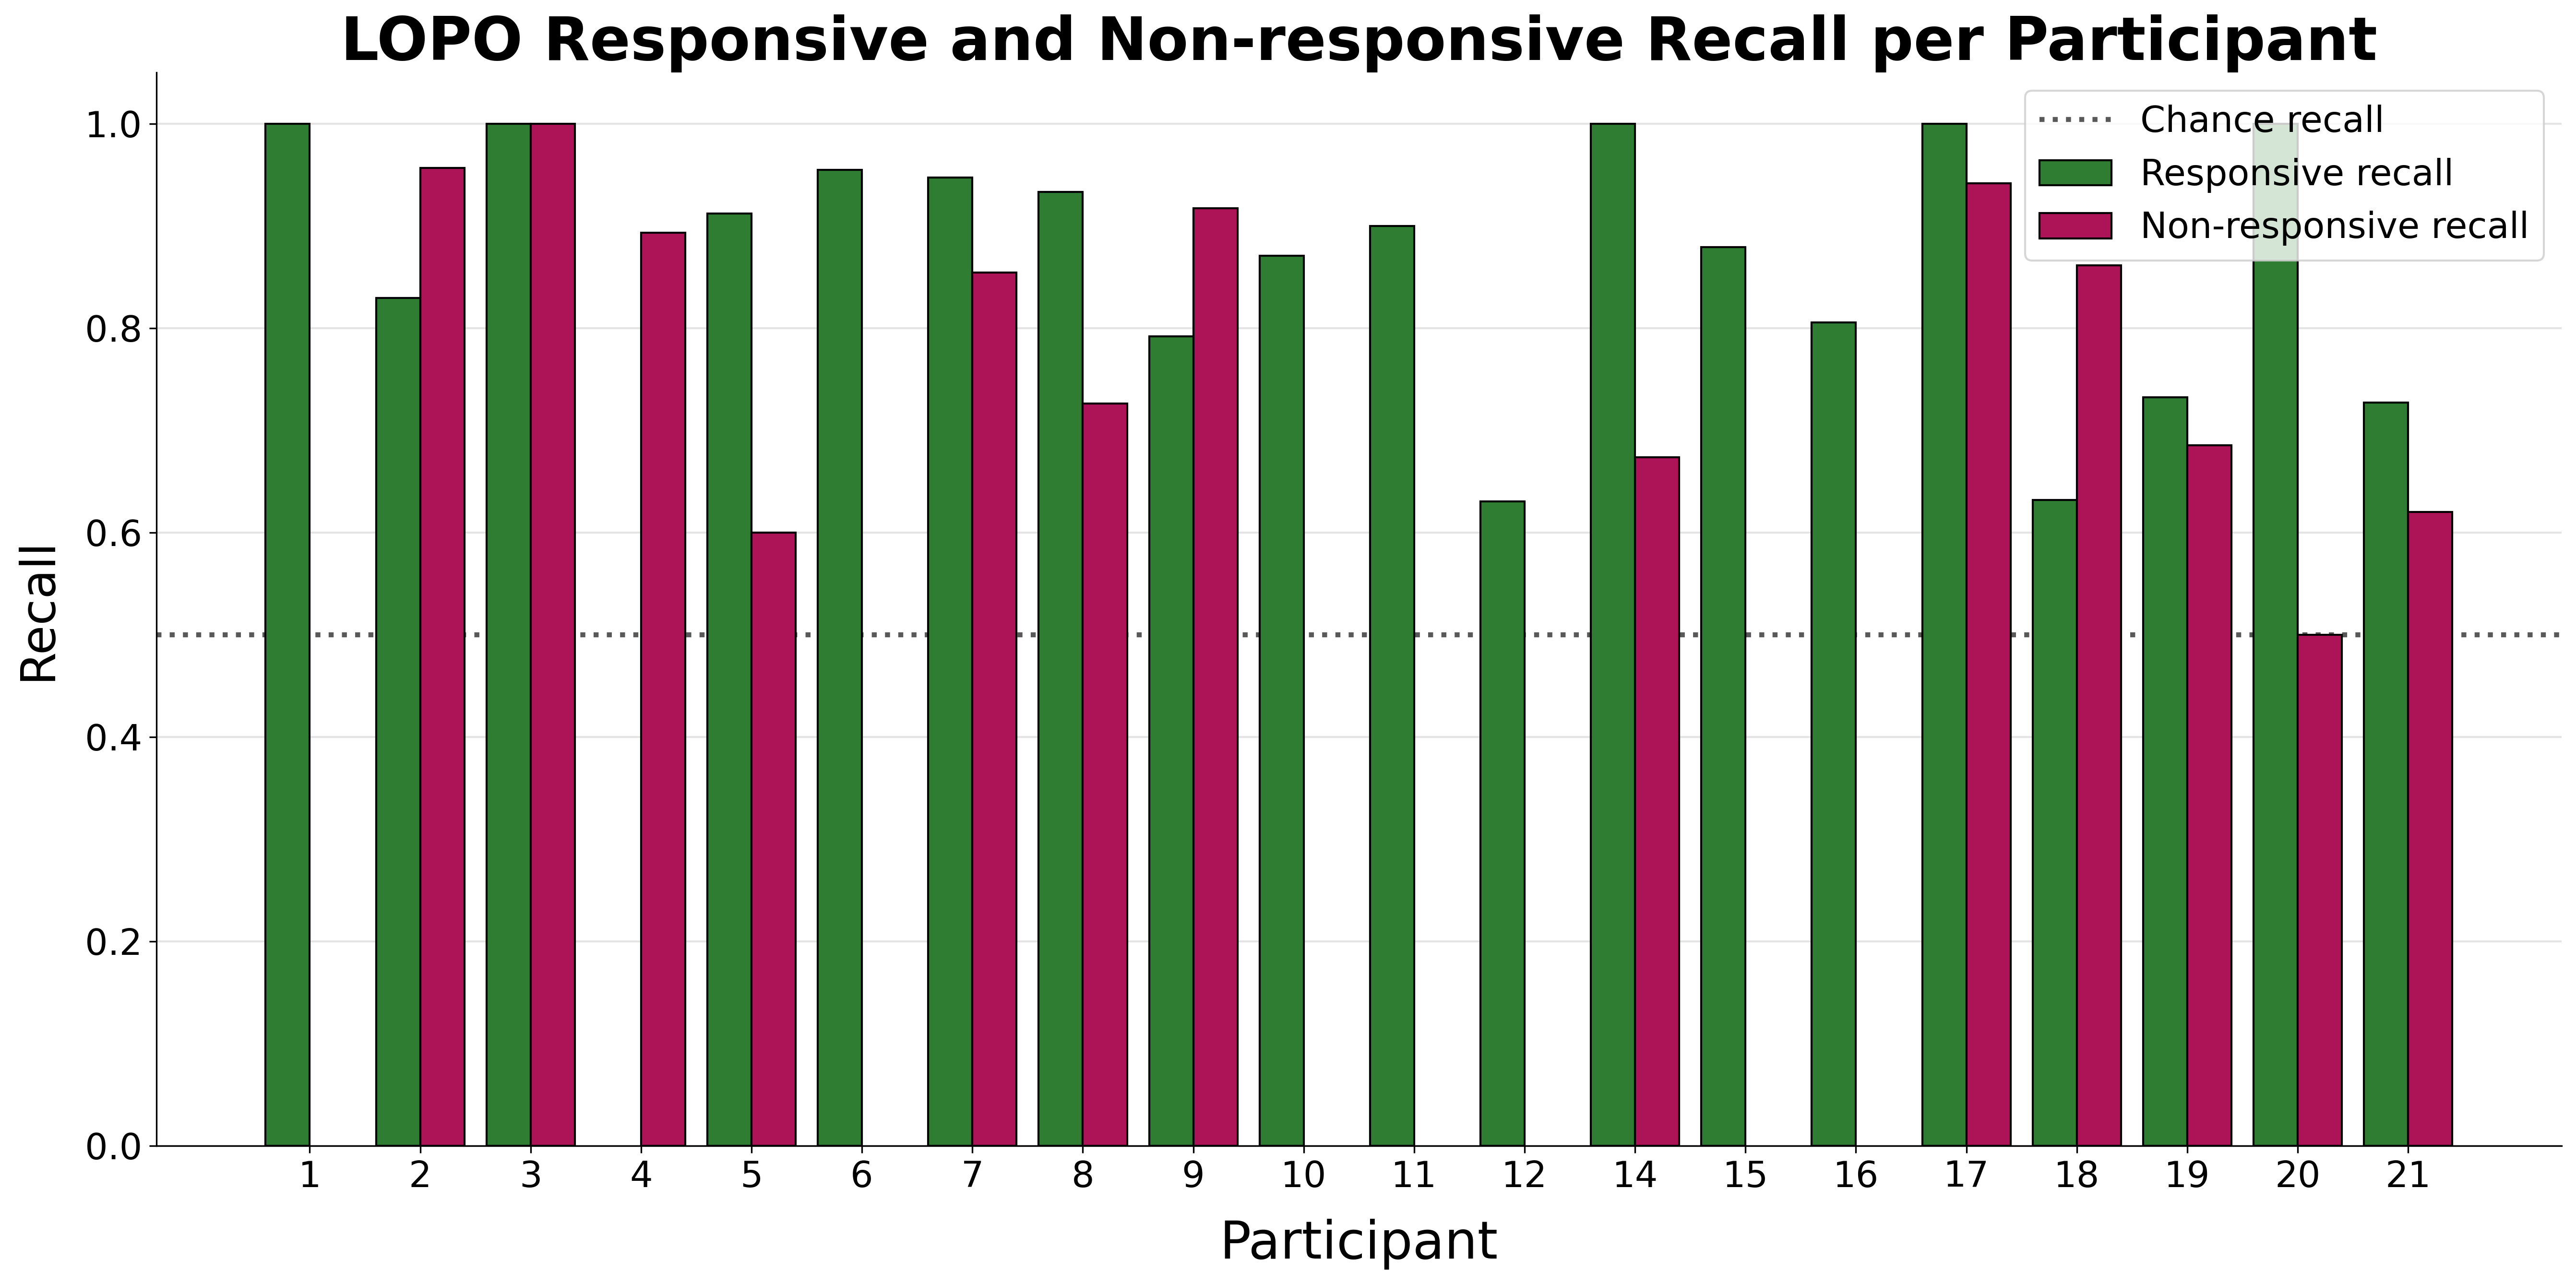 LOPO Responsive and Non-responsive Recall per Participant
Chance recall
Responsive recall
Non-responsive recall
Recall
1.0
0.8
0.6
0.4
0.2
0.0
1 2 3 4 5 6 7 8 9 10 11 12 14 15 16 17 18 19 20 21
Participant